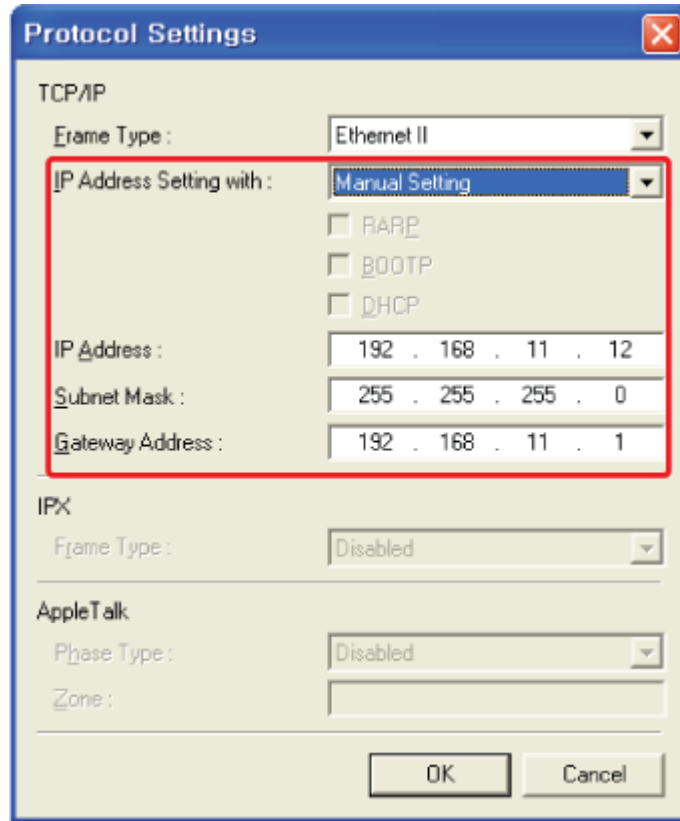 Protocol Settings
TCP/IP
Frame Type : Ethernet II
IP Address Setting with : Manual Setting
RARP
BOOTP
DHCP
IP Address : 192 . 168 . 11 . 12
Subnet Mask : 255 . 255 . 255 . 0
Gateway Address : 192 . 168 . 11 . 1
IPX
Frame Type : Disabled
AppleTalk
Phase Type : Disabled
Zone :
OK Cancel